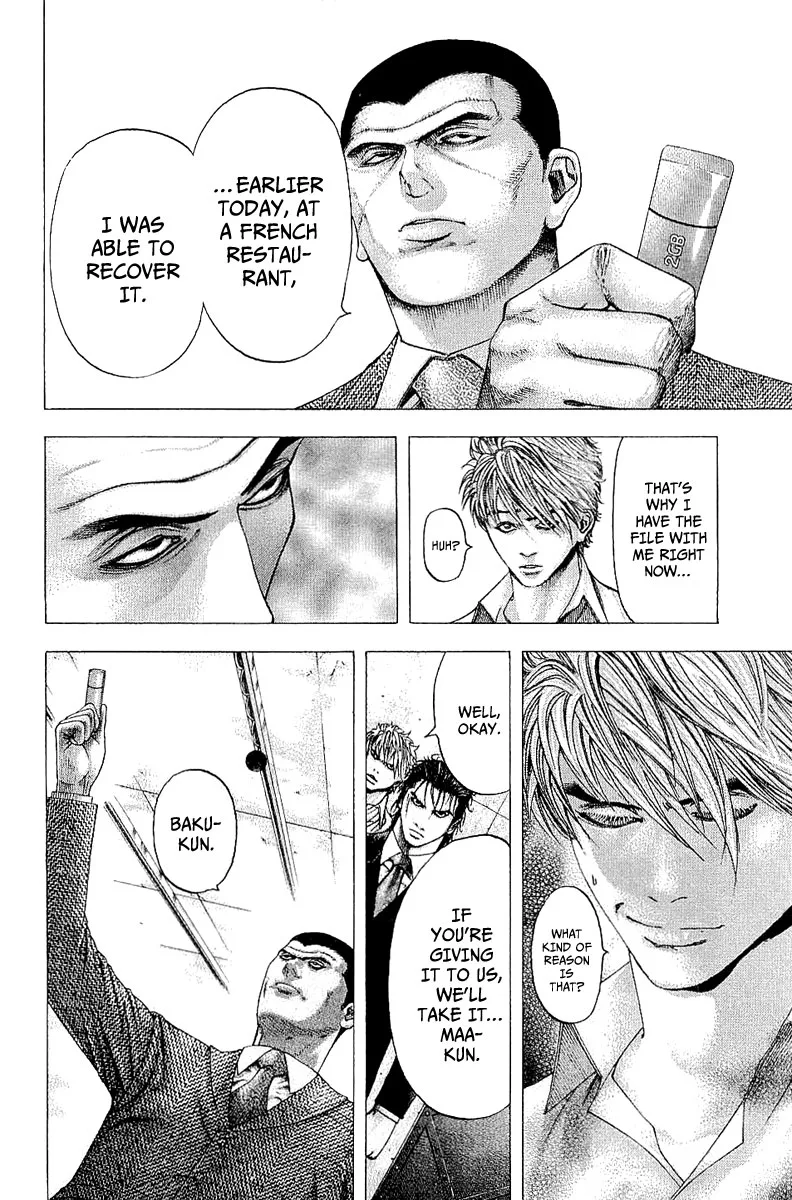 ...EARLIER
TODAY, AT
A FRENCH
RESTAU-
RANT,
I WAS
ABLE TO
RECOVER
IT.
2GB
THAT'S
WHY I
HAVE THE
FILE WITH
ME RIGHT
NOW...
HUH?
WHAT
KIND OF
REASON
IS
THAT?
WELL,
OKAY.
IF
YOU'RE
GIVING
IT TO US,
WE'LL
TAKE IT...
MAA-
KUN.
BAKU-
KUN.